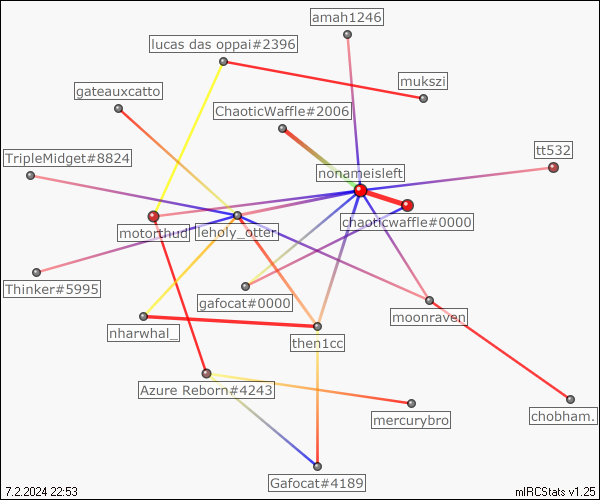 amah1246
lucas das oppai#2396
mukszi
gateauxcatto
ChaoticWaffle#2006
tt532
TripleMidget#8824
nonameisleft
chaoticwaffle#0000
motorthud
leholy_otter
Thinker#5995
gafocat#0000
moonraven
nharwhal_
then1cc
Azure Reborn#4243
mercurybro
chobham.
Gafocat#4189
7.2.2024 22:53
mIRCStats v1.25